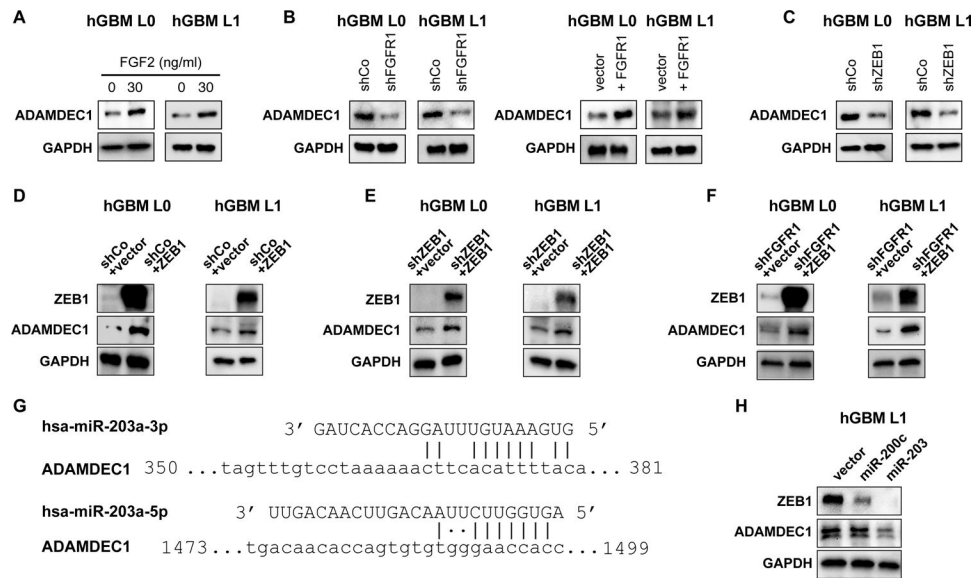 A
hGBM L0 hGBM L1
FGF2 (ng/ml)
0 30 0 30
ADAMDEC1
GAPDH
B
hGBM L0 hGBM L1
shCo shFGFR1 shCo shFGFR1
ADAMDEC1
GAPDH
hGBM L0 hGBM L1
vector + FGFR1 vector + FGFR1
ADAMDEC1
GAPDH
C
hGBM L0 hGBM L1
shCo shZEB1 shCo shZEB1
ADAMDEC1
GAPDH
D
hGBM L0 hGBM L1
shCo +vector shCo +ZEB1 shCo +vector shCo +ZEB1
ZEB1
ADAMDEC1
GAPDH
E
hGBM L0 hGBM L1
shZEB1 +vector shZEB1 +ZEB1 shZEB1 +vector shZEB1 +ZEB1
ZEB1
ADAMDEC1
GAPDH
F
hGBM L0 hGBM L1
shFGFR1 +vector shFGFR1 +ZEB1 shFGFR1 +vector shFGFR1 +ZEB1
ZEB1
ADAMDEC1
GAPDH
G
hsa-miR-203a-3p 3′ GAUCACCAGGAUUUGUAAAGUG 5′
ADAMDEC1 350 ...tagtttgtcctaaaaaacttcacattttaca... 381
hsa-miR-203a-5p 3′ UUGACAACUUGACAAUUCUUGGUGA 5′
ADAMDEC1 1473 ...tgacaacaccagtgtgtgggaaccacc... 1499
H
hGBM L1
vector miR-200c miR-203
ZEB1
ADAMDEC1
GAPDH